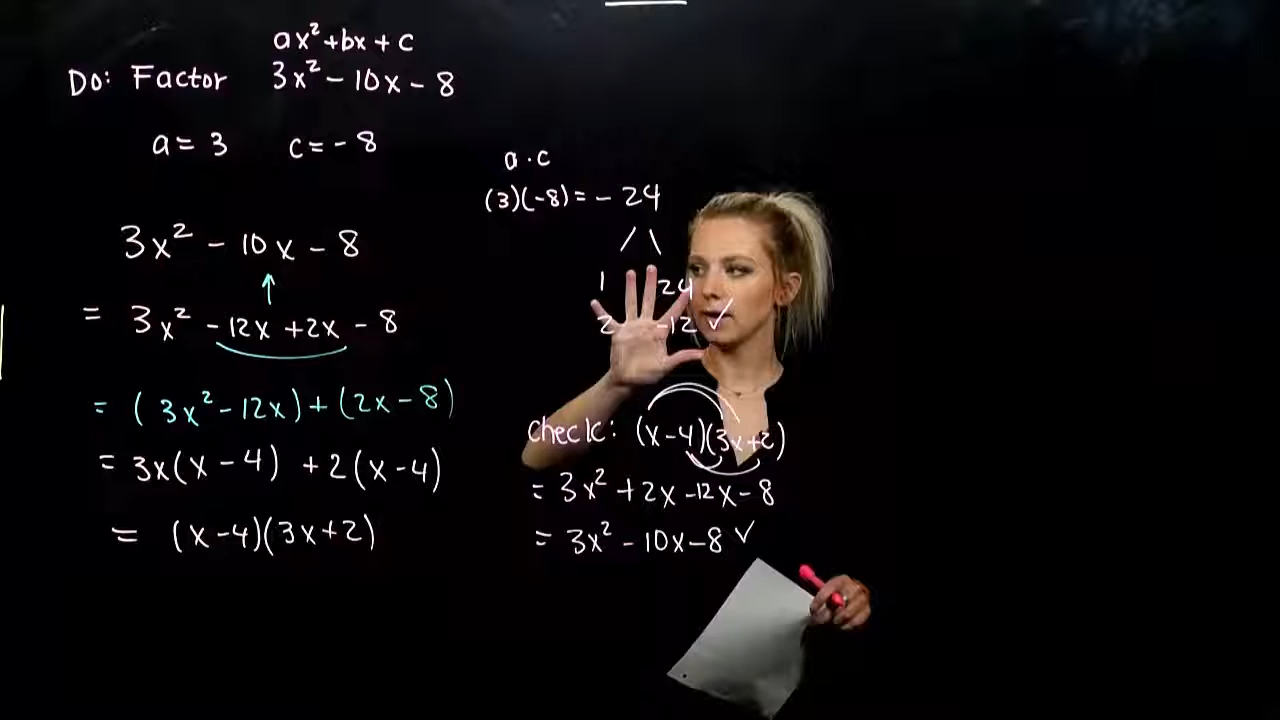 ax² + bx + c
Do: Factor 3x² - 10x - 8
a = 3 c = - 8
3x² - 10x - 8
= 3x² - 12x + 2x - 8
= (3x² - 12x) + (2x - 8)
= 3x(x - 4) + 2(x - 4)
= (x - 4)(3x + 2)
a · c
(3)(-8) = - 24
/ \
1 24
2 -12 ✓
check: (x - 4)(3x + 2)
= 3x² + 2x - 12x - 8
= 3x² - 10x - 8 ✓